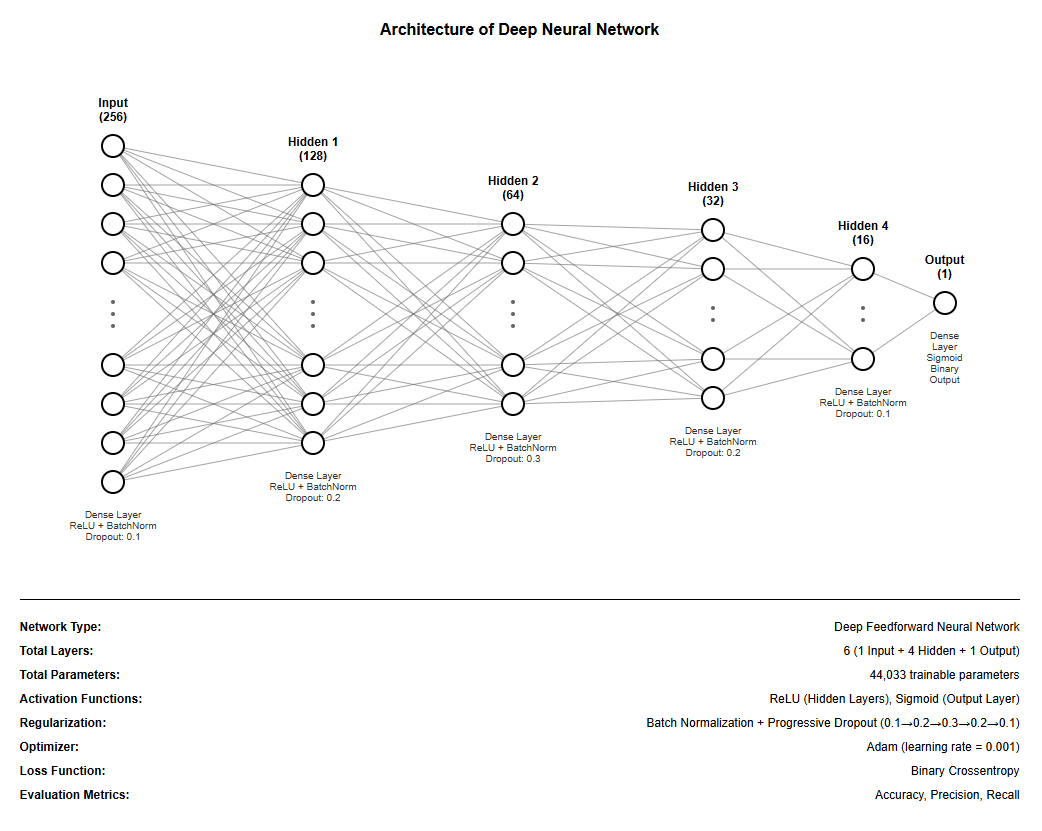 Architecture of Deep Neural Network
Input
(256)
Hidden 1
(128)
Hidden 2
(64)
Hidden 3
(32)
Hidden 4
(16)
Output
(1)
Dense Layer
ReLU + BatchNorm
Dropout: 0.1
Dense Layer
ReLU + BatchNorm
Dropout: 0.2
Dense Layer
ReLU + BatchNorm
Dropout: 0.3
Dense Layer
ReLU + BatchNorm
Dropout: 0.2
Dense Layer
ReLU + BatchNorm
Dropout: 0.1
Dense
Layer
Sigmoid
Binary
Output
Network Type: Deep Feedforward Neural Network
Total Layers: 6 (1 Input + 4 Hidden + 1 Output)
Total Parameters: 44,033 trainable parameters
Activation Functions: ReLU (Hidden Layers), Sigmoid (Output Layer)
Regularization: Batch Normalization + Progressive Dropout (0.1→0.2→0.3→0.2→0.1)
Optimizer: Adam (learning rate = 0.001)
Loss Function: Binary Crossentropy
Evaluation Metrics: Accuracy, Precision, Recall